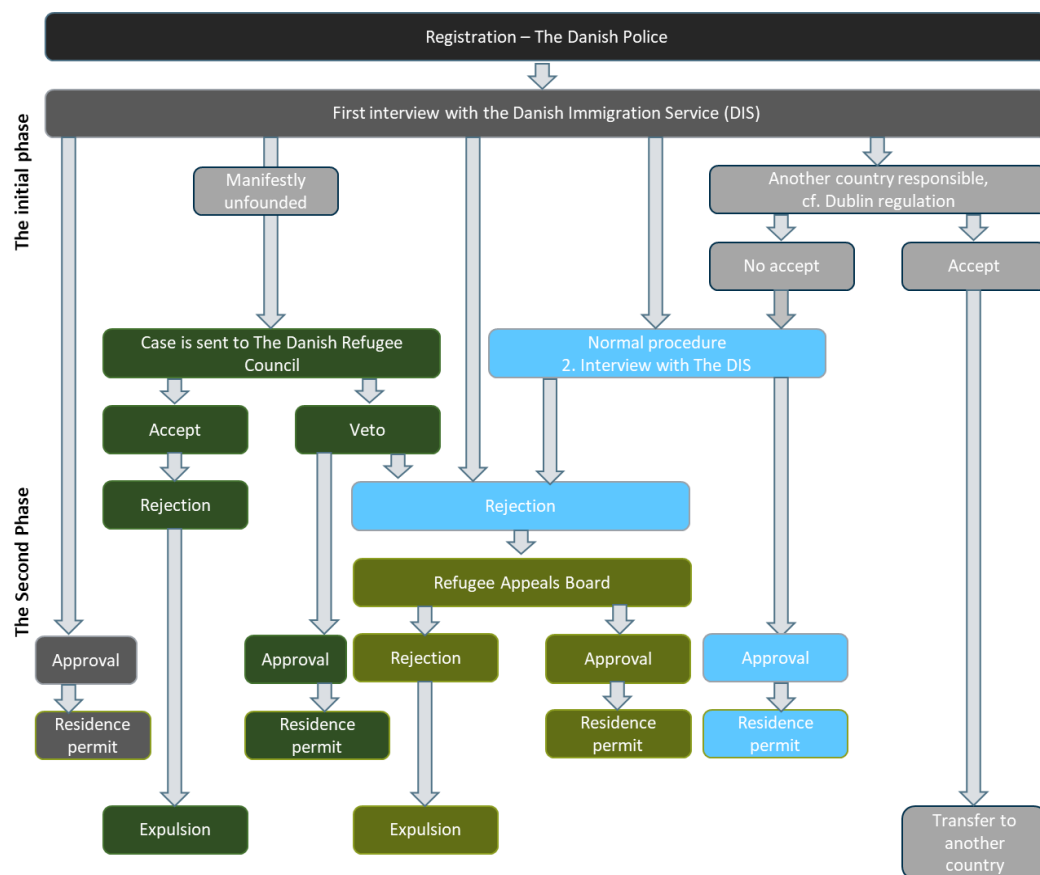 Registration – The Danish Police
First interview with the Danish Immigration Service (DIS)
The initial phase
Manifestly
unfounded
Another country responsible,
cf. Dublin regulation
No accept
Accept
Case is sent to The Danish Refugee
Council
Normal procedure
2. Interview with The DIS
Accept
Veto
The Second Phase
Rejection
Rejection
Refugee Appeals Board
Approval
Approval
Rejection
Approval
Approval
Residence
permit
Residence
permit
Residence
permit
Residence
permit
Expulsion
Expulsion
Transfer to
another
country